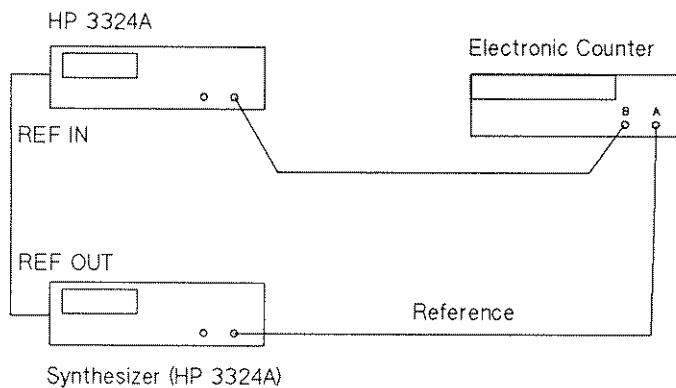 HP 3324A
Electronic Counter
B A
REF IN
REF OUT
Reference
Synthesizer (HP 3324A)